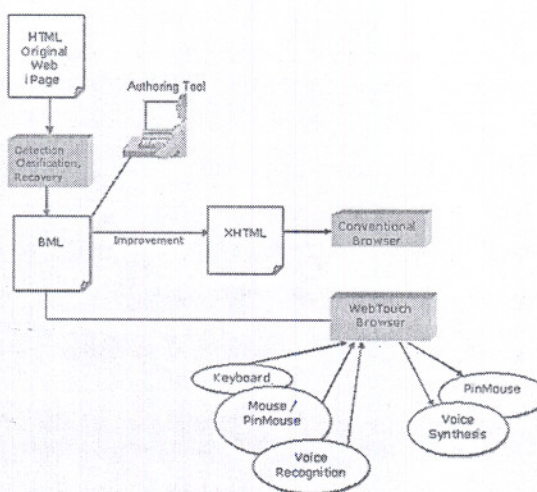 HTML
Original
Web
Page
Authoring Tool
Detection
Clasification,
Recovery
BML
Improvement
XHTML
Conventional
Browser
WebTouch
Browser
Keyboard
Mouse /
PinMouse
Voice
Recognition
PinMouse
Voice
Synthesis